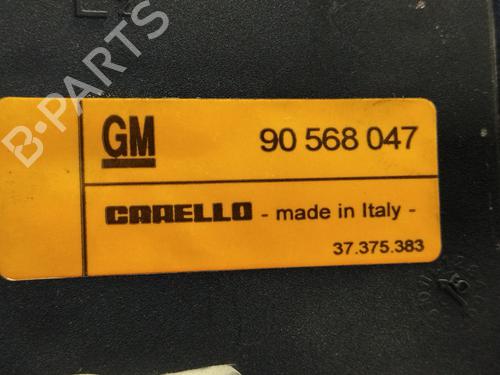 B-PARTS
GM 90 568 047
CARELLO - made in Italy -
37.375.383